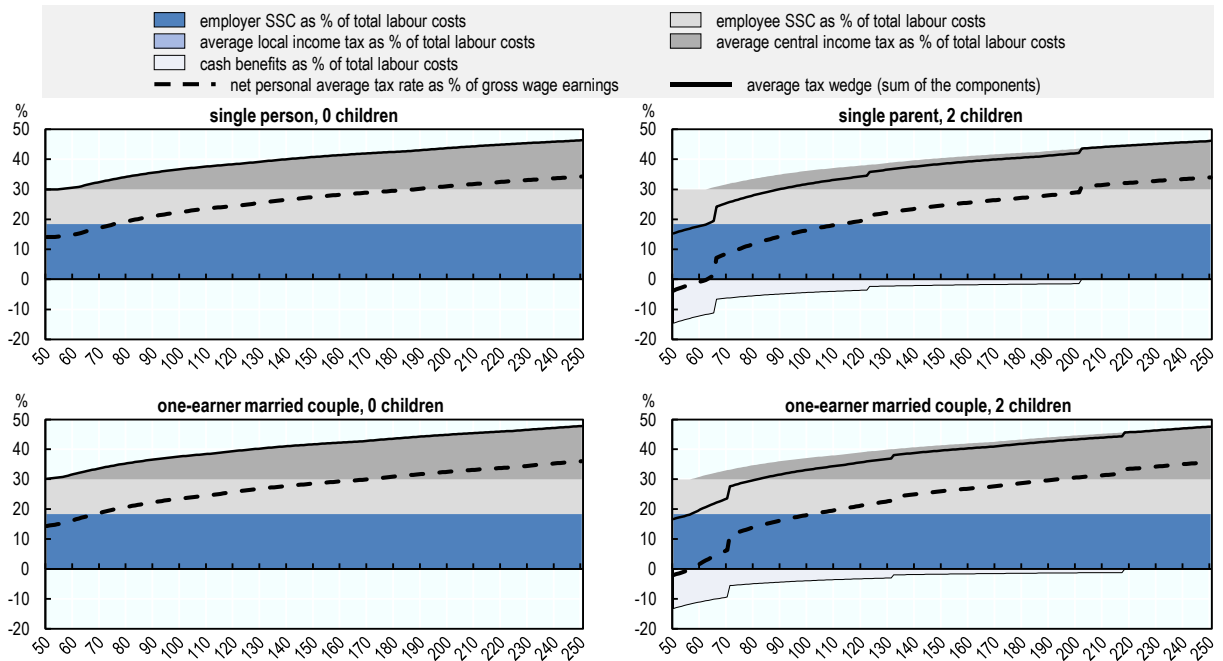 employer SSC as % of total labour costs
employee SSC as % of total labour costs
average local income tax as % of total labour costs
average central income tax as % of total labour costs
cash benefits as % of total labour costs
net personal average tax rate as % of gross wage earnings
average tax wedge (sum of the components)
%
single person, 0 children
50
40
30
20
10
0
-10
-20
50 60 70 80 90 100 110 120 130 140 150 160 170 180 190 200 210 220 230 240 250
%
single parent, 2 children
50
40
30
20
10
0
-10
-20
50 60 70 80 90 100 110 120 130 140 150 160 170 180 190 200 210 220 230 240 250
%
one-earner married couple, 0 children
50
40
30
20
10
0
-10
-20
50 60 70 80 90 100 110 120 130 140 150 160 170 180 190 200 210 220 230 240 250
%
one-earner married couple, 2 children
50
40
30
20
10
0
-10
-20
50 60 70 80 90 100 110 120 130 140 150 160 170 180 190 200 210 220 230 240 250